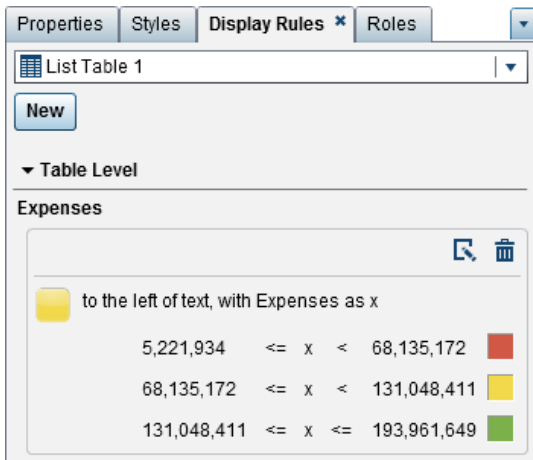 Properties Styles Display Rules × Roles
List Table 1
New
Table Level
Expenses
to the left of text, with Expenses as x
5,221,934 <= x < 68,135,172
68,135,172 <= x < 131,048,411
131,048,411 <= x <= 193,961,649